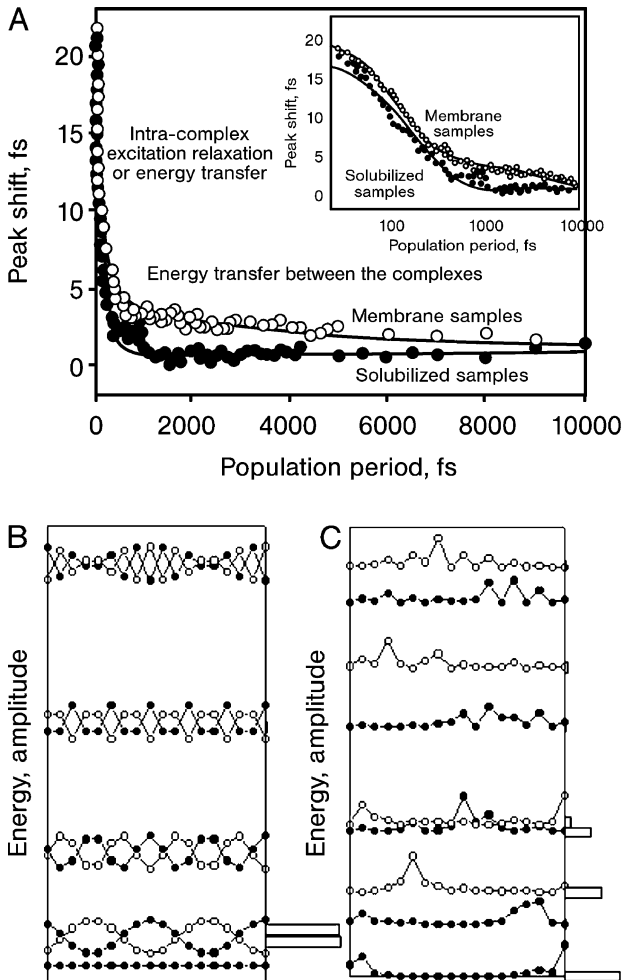 A
Peak shift, fs
20
15
10
5
0
Intra-complex
excitation relaxation
or energy transfer
Energy transfer between the complexes
Membrane samples
Solubilized samples
0
2000
4000
6000
8000
10000
Population period, fs
Peak shift, fs
20
15
10
5
0
Membrane
samples
Solubilized
samples
100
1000
10000
Population period, fs
B
Energy, amplitude
C
Energy, amplitude